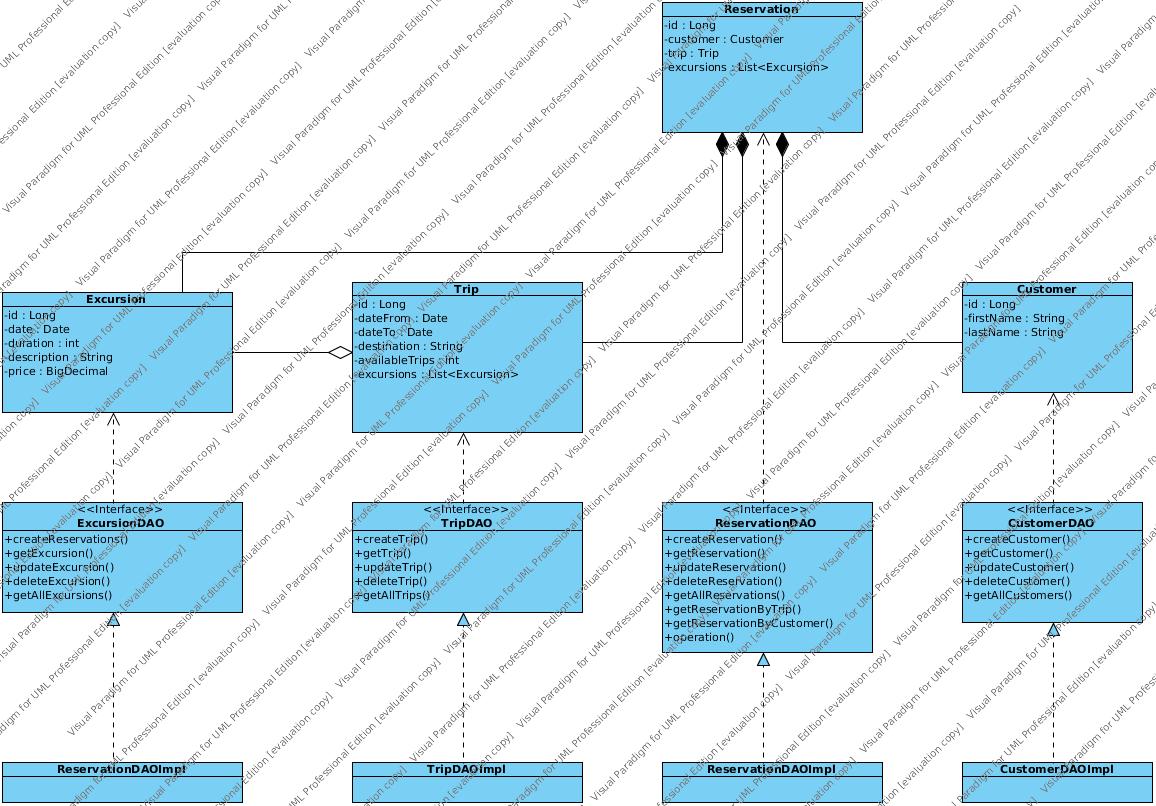 Reservation
-id : Long
-customer : Customer
-trip : Trip
-excursions : List<Excursion>
Excursion
-id : Long
-date : Date
-duration : int
-description : String
-price : BigDecimal
Trip
-id : Long
-dateFrom : Date
-dateTo : Date
-destination : String
-availableTrips : int
-excursions : List<Excursion>
Customer
-id : Long
-firstName : String
-lastName : String
<<Interface>>
ExcursionDAO
+createReservations()
+getExcursion()
+updateExcursion()
+deleteExcursion()
+getAllExcursions()
<<Interface>>
TripDAO
+createTrip()
+getTrip()
+updateTrip()
+deleteTrip()
+getAllTrips()
<<Interface>>
ReservationDAO
+createReservation()
+getReservation()
+updateReservation()
+deleteReservation()
+getAllReservations()
+getReservationByTrip()
+getReservationByCustomer()
+operation()
<<Interface>>
CustomerDAO
+createCustomer()
+getCustomer()
+updateCustomer()
+deleteCustomer()
+getAllCustomers()
ReservationDAOImpl
TripDAOImpl
ReservationDAOImpl
CustomerDAOImpl
Visual Paradigm for UML Professional Edition [evaluation copy]